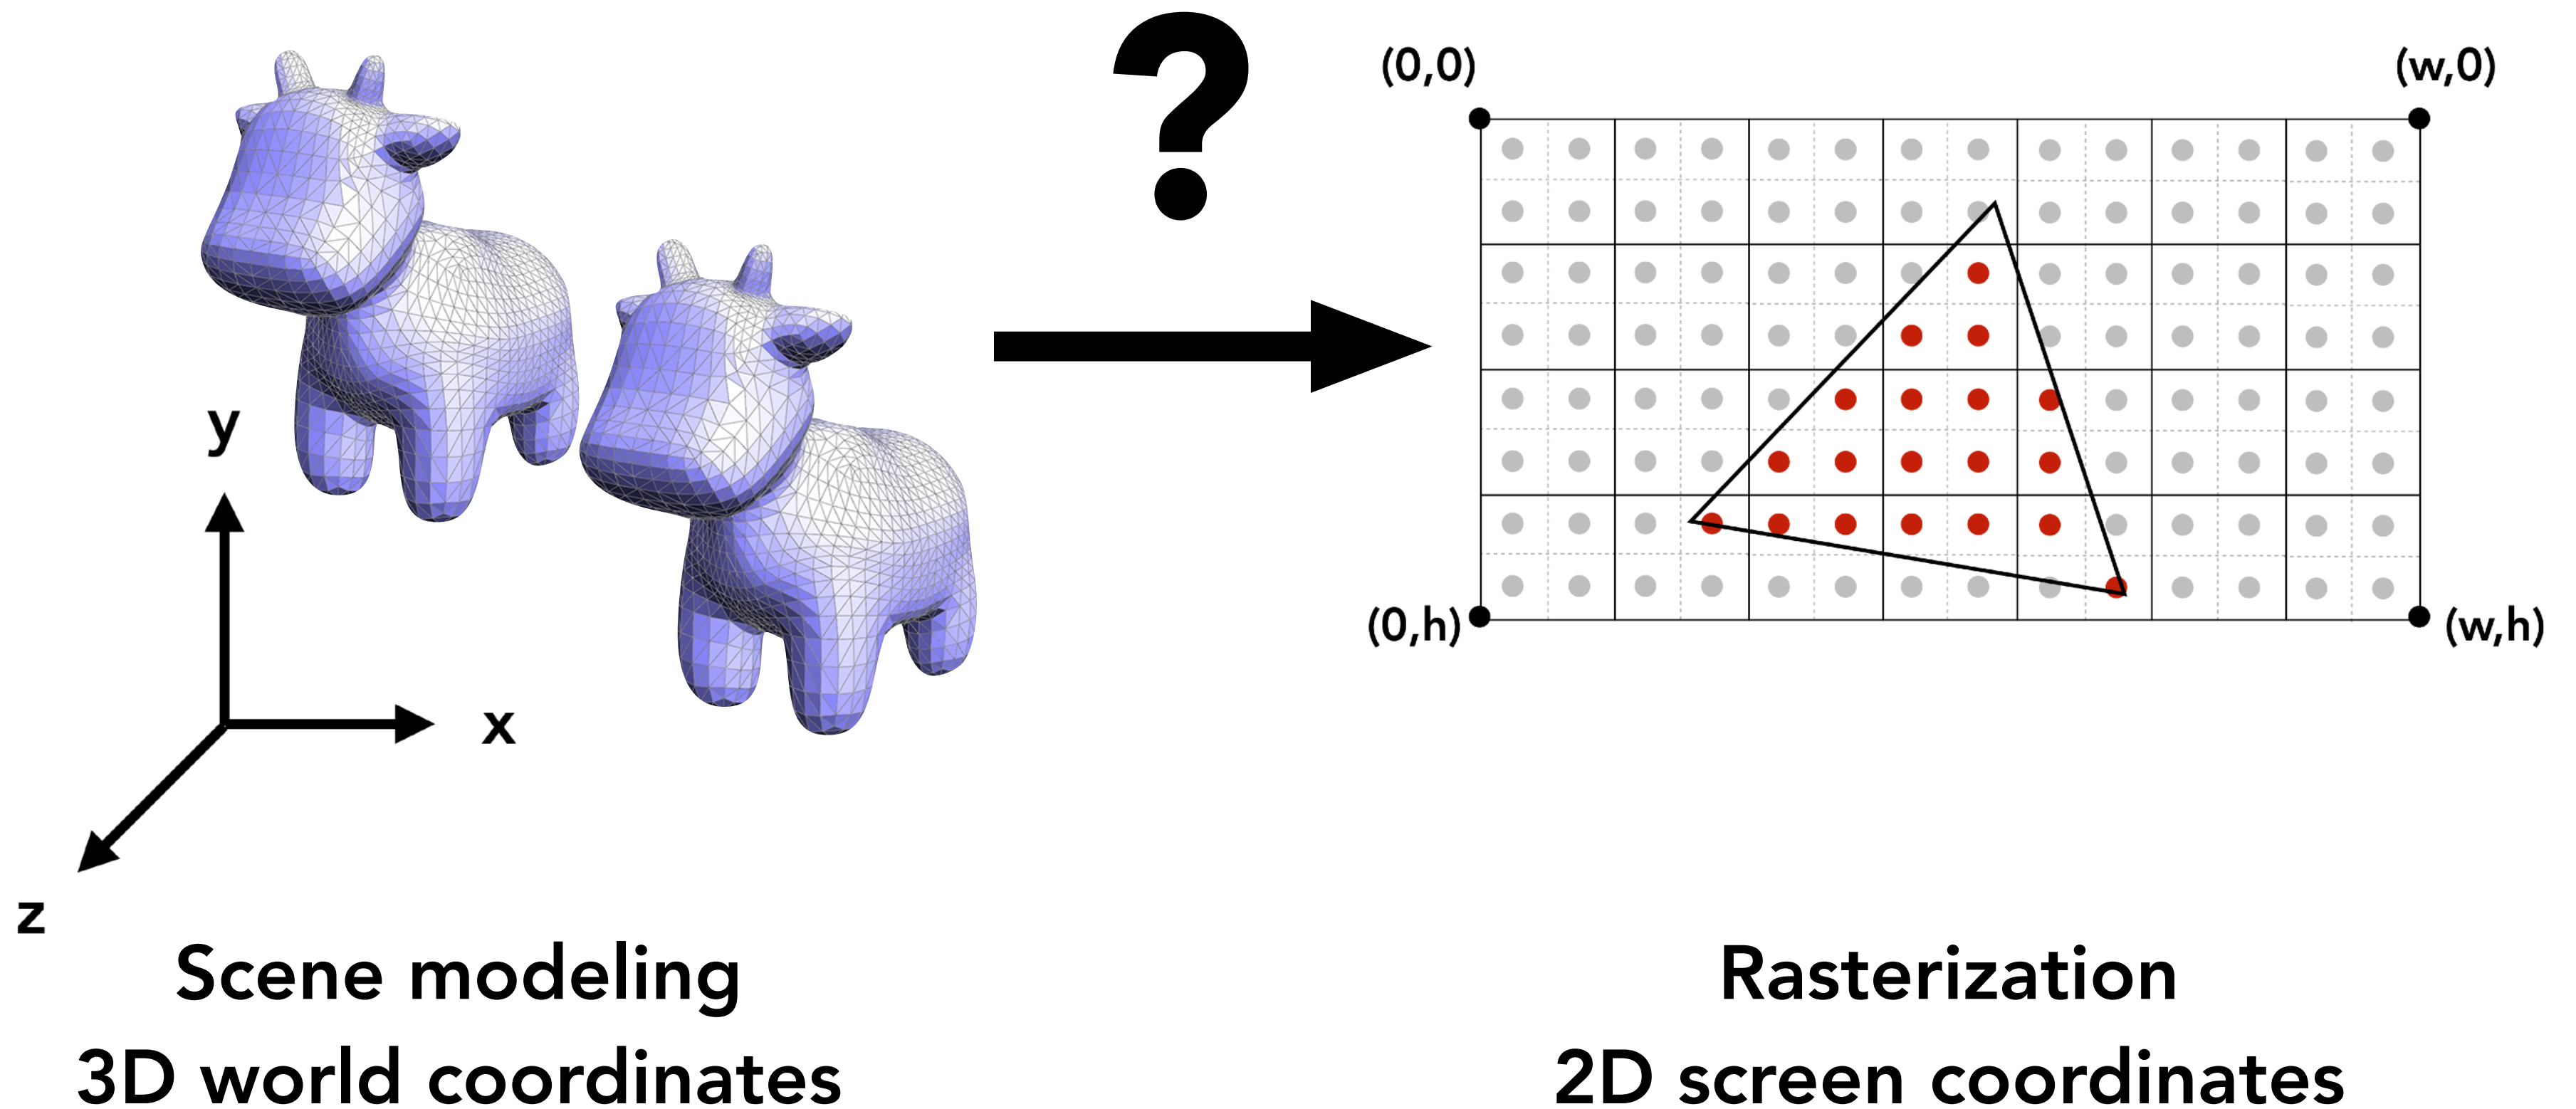 ?
(0,0)
(w,0)
y
x
z
(0,h)
(w,h)
Scene modeling
3D world coordinates
Rasterization
2D screen coordinates